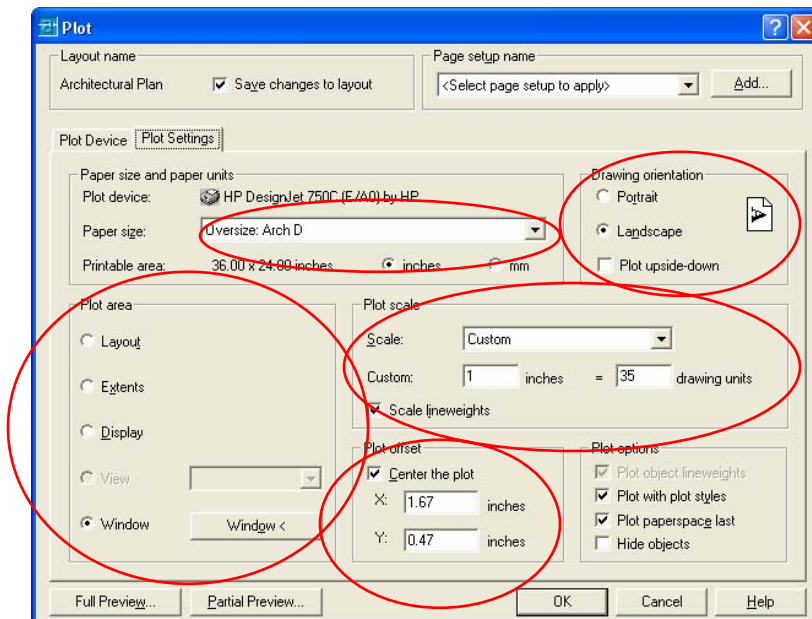 Plot
Layout name
Architectural Plan
Save changes to layout
Page setup name
<Select page setup to apply>
Add...
Plot Device
Plot Settings
Paper size and paper units
Plot device:
HP DesignJet 750C (E/A0) by HP
Paper size:
Oversize: Arch D
Printable area:
36.00 x 24.00 inches
inches
mm
Drawing orientation
Portrait
Landscape
A
Plot upside-down
Plot area
Layout
Extents
Display
View
Window
Window <
Plot scale
Scale:
Custom
Custom:
1
inches
=
35
drawing units
Scale lineweights
Plot offset
Center the plot
X:
1.67
inches
Y:
0.47
inches
Plot options
Plot object lineweights
Plot with plot styles
Plot paperspace last
Hide objects
Full Preview...
Partial Preview...
OK
Cancel
Help